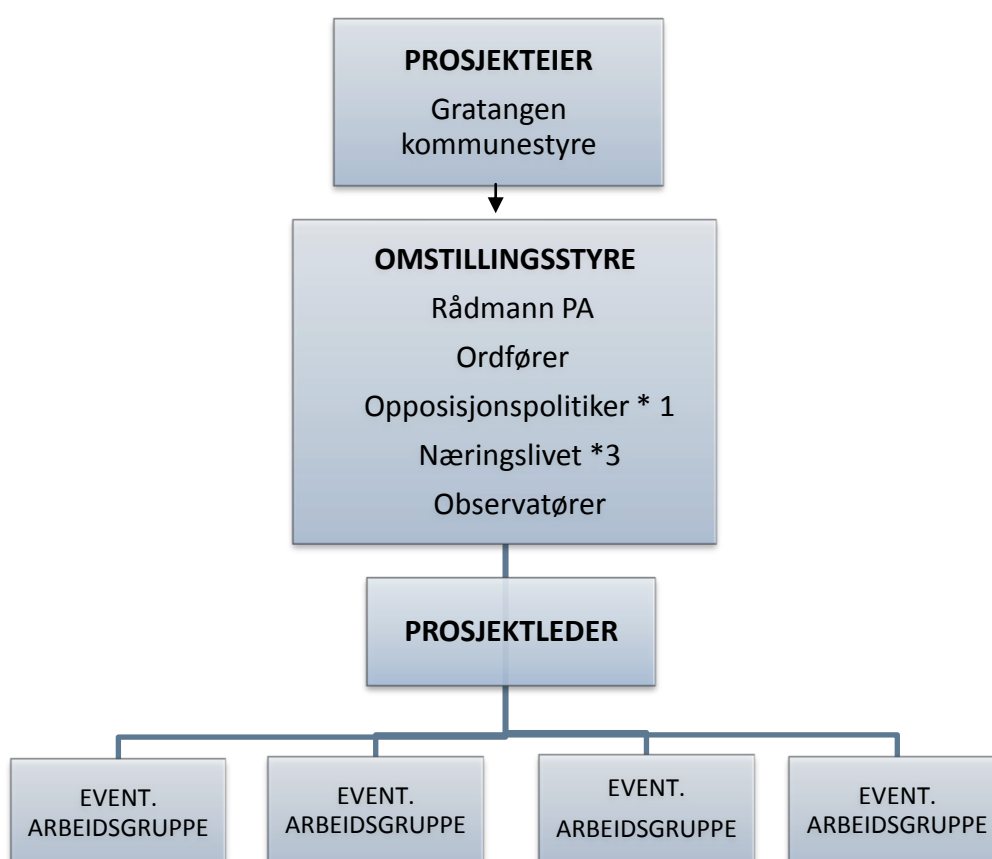 PROSJEKTEIER
Gratangen
kommunestyre
OMSTILLINGSSTYRE
Rådmann PA
Ordfører
Opposisjonspolitiker * 1
Næringslivet *3
Observatører
PROSJEKTLEDER
EVENT.
ARBEIDSGRUPPE
EVENT.
ARBEIDSGRUPPE
EVENT.
ARBEIDSGRUPPE
EVENT.
ARBEIDSGRUPPE